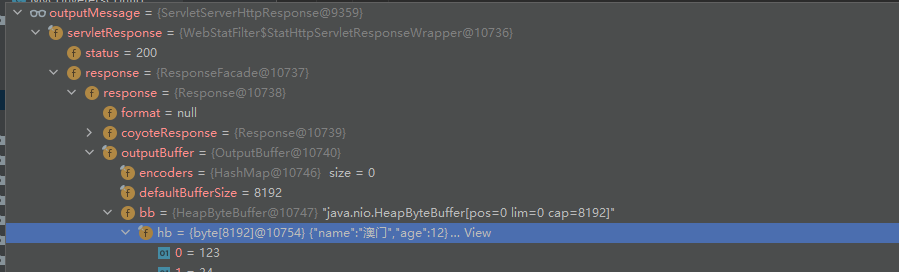 outputMessage = {ServletServerHttpResponse@9359}
servletResponse = {WebStatFilter$StatHttpServletResponseWrapper@10736}
status = 200
response = {ResponseFacade@10737}
response = {Response@10738}
format = null
coyoteResponse = {Response@10739}
outputBuffer = {OutputBuffer@10740}
encoders = {HashMap@10746} size = 0
defaultBufferSize = 8192
bb = {HeapByteBuffer@10747} "java.nio.HeapByteBuffer[pos=0 lim=0 cap=8192]"
hb = {byte[8192]@10754} {"name":"澳门","age":12}... View
0 = 123
1 = 34